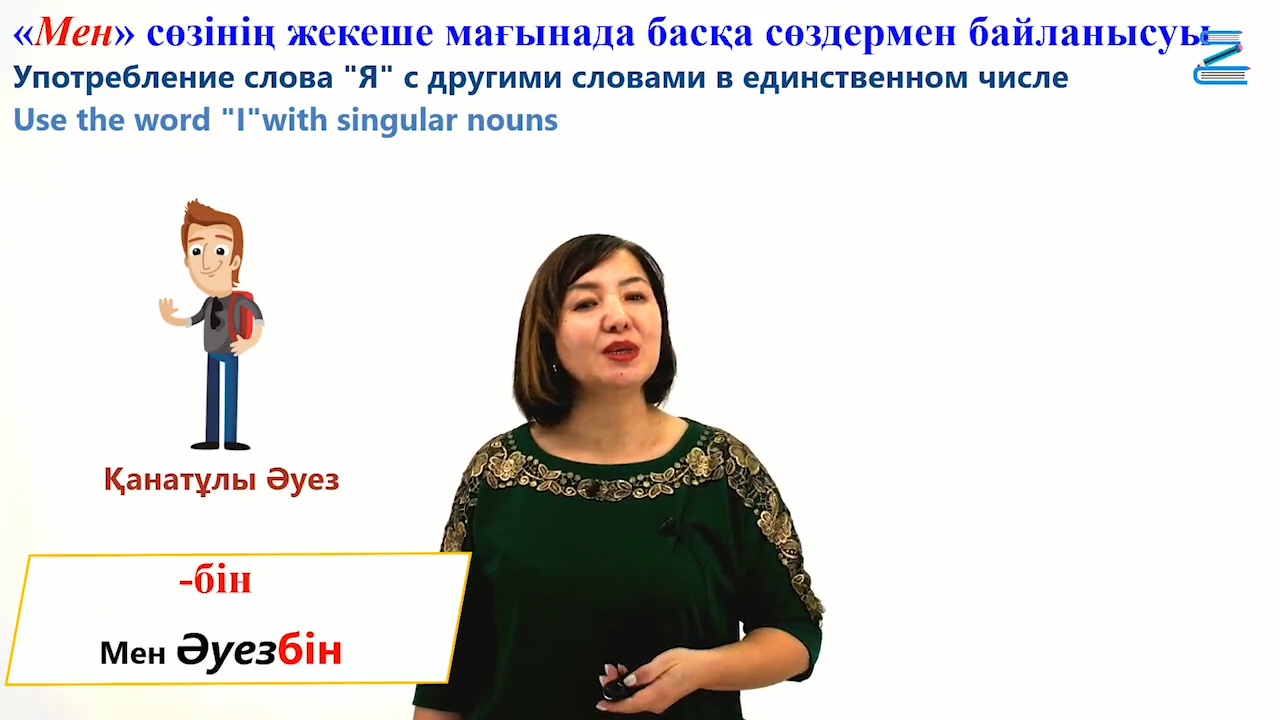 «Мен» сөзінің жекеше мағынада басқа сөздермен байланысуы
Употребление слова "Я" с другими словами в единственном числе
Use the word "I"with singular nouns
Қанатұлы Әуез
-бін
Мен Әуезбін